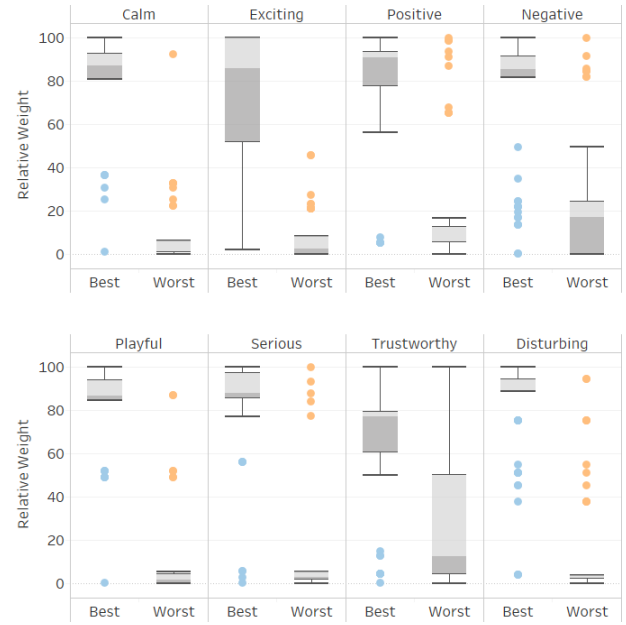 Calm Exciting Positive Negative
Relative Weight
100
80
60
40
20
0
Best Worst Best Worst Best Worst Best Worst
Playful Serious Trustworthy Disturbing
Relative Weight
100
80
60
40
20
0
Best Worst Best Worst Best Worst Best Worst